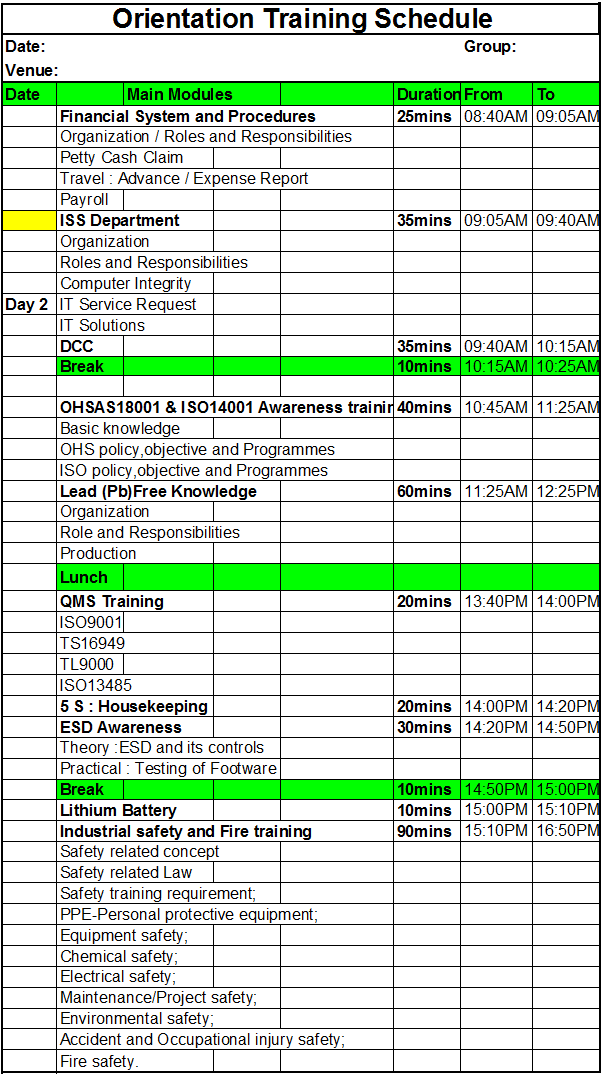 Orientation Training Schedule
Date: Group:
Venue:
Date Main Modules Duration From To
Financial System and Procedures 25mins 08:40AM 09:05AM
Organization / Roles and Responsibilities
Petty Cash Claim
Travel : Advance / Expense Report
Payroll
ISS Department 35mins 09:05AM 09:40AM
Organization
Roles and Responsibilities
Computer Integrity
Day 2 IT Service Request
IT Solutions
DCC 35mins 09:40AM 10:15AM
Break 10mins 10:15AM 10:25AM
OHSAS18001 & ISO14001 Awareness trainin 40mins 10:45AM 11:25AM
Basic knowledge
OHS policy,objective and Programmes
ISO policy,objective and Programmes
Lead (Pb)Free Knowledge 60mins 11:25AM 12:25PM
Organization
Role and Responsibilities
Production
Lunch
QMS Training 20mins 13:40PM 14:00PM
ISO9001
TS16949
TL9000
ISO13485
5 S : Housekeeping 20mins 14:00PM 14:20PM
ESD Awareness 30mins 14:20PM 14:50PM
Theory :ESD and its controls
Practical : Testing of Footware
Break 10mins 14:50PM 15:00PM
Lithium Battery 10mins 15:00PM 15:10PM
Industrial safety and Fire training 90mins 15:10PM 16:50PM
Safety related concept
Safety related Law
Safety training requirement;
PPE-Personal protective equipment;
Equipment safety;
Chemical safety;
Electrical safety;
Maintenance/Project safety;
Environmental safety;
Accident and Occupational injury safety;
Fire safety.